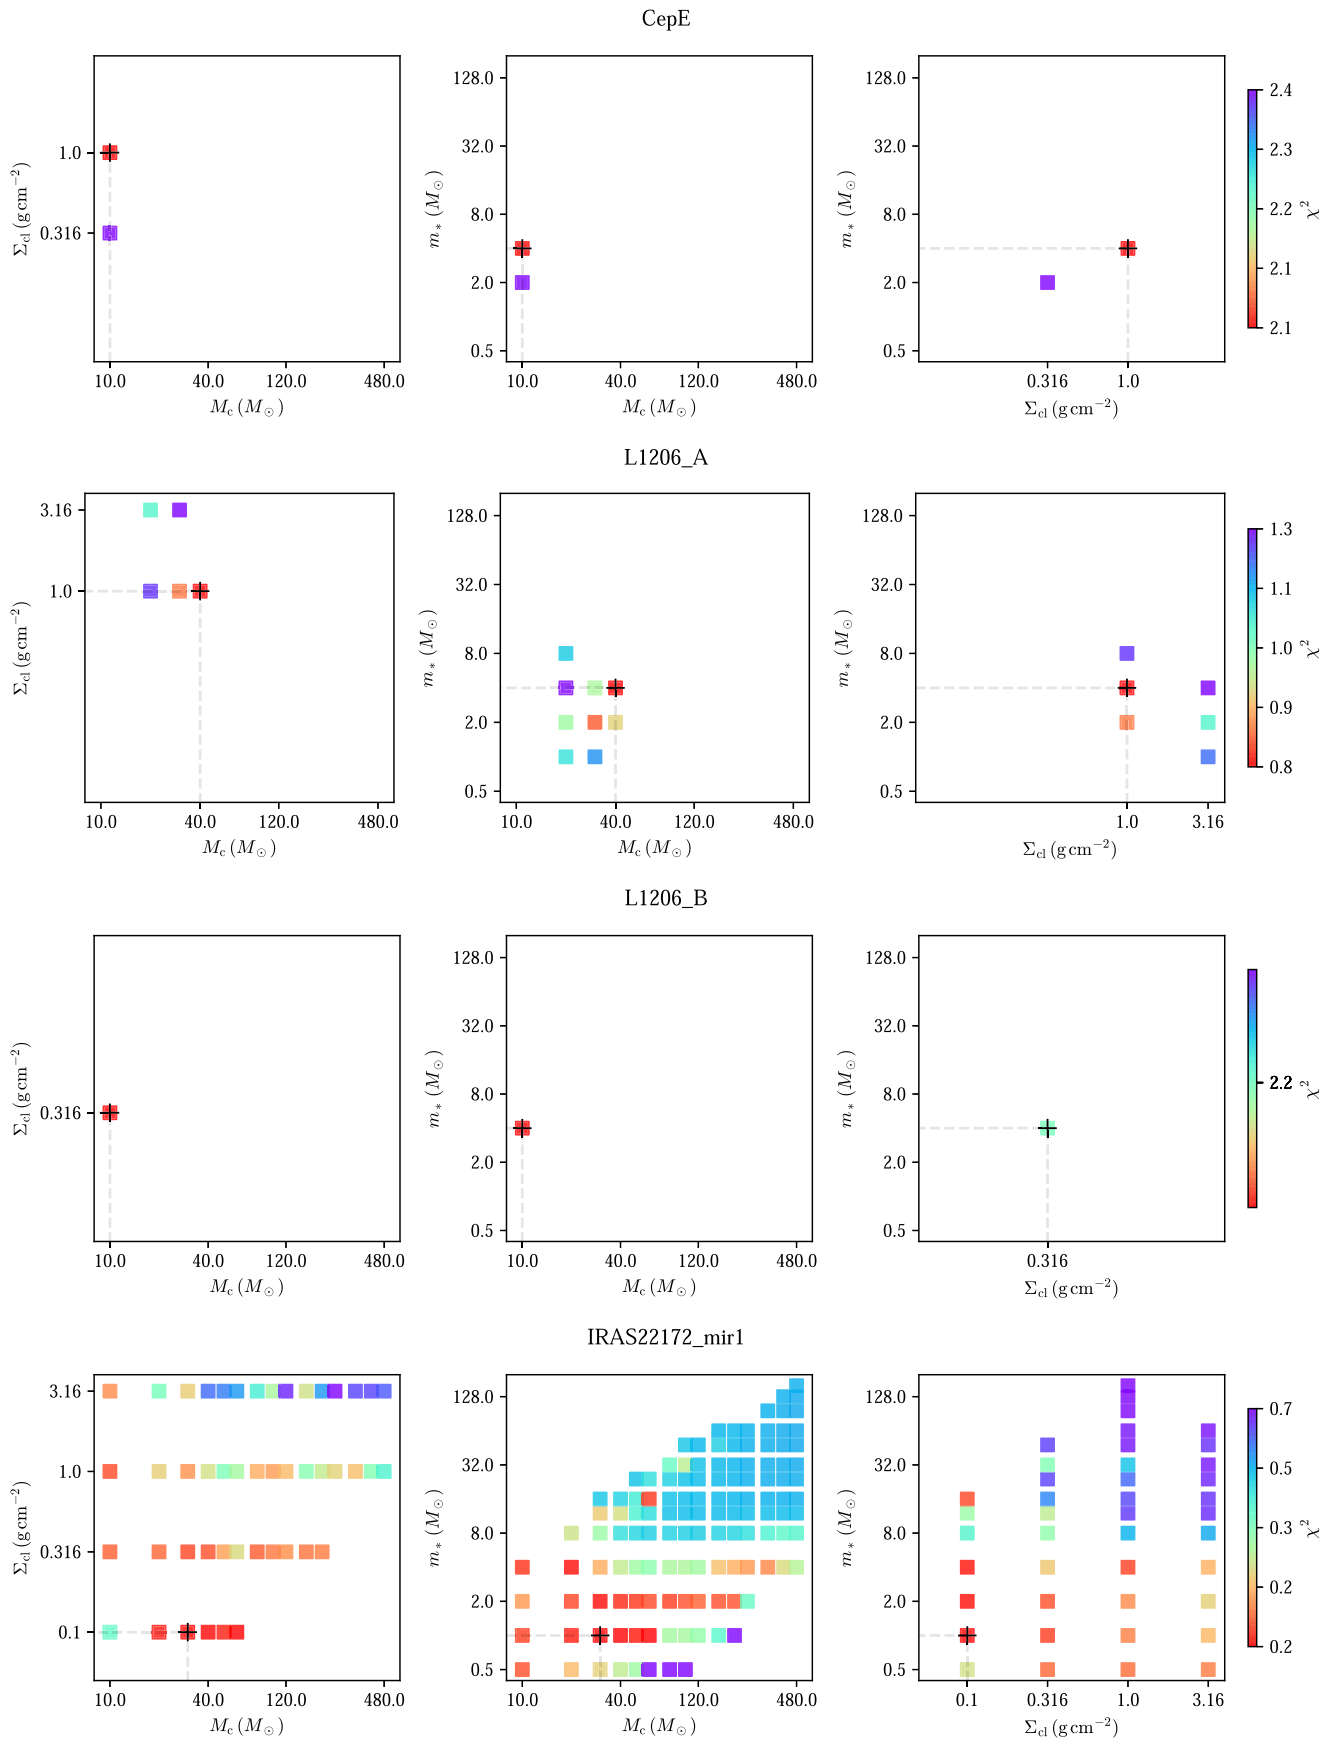 CepE
1.0
0.316
Σcl (g cm⁻²)
10.0 40.0 120.0 480.0
Mc (M⊙)
128.0
32.0
8.0
2.0
0.5
m* (M⊙)
10.0 40.0 120.0 480.0
Mc (M⊙)
128.0
32.0
8.0
2.0
0.5
m* (M⊙)
0.316 1.0
Σcl (g cm⁻²)
2.4
2.3
2.2
2.1
2.1
χ²
L1206_A
3.16
1.0
Σcl (g cm⁻²)
10.0 40.0 120.0 480.0
Mc (M⊙)
128.0
32.0
8.0
2.0
0.5
m* (M⊙)
10.0 40.0 120.0 480.0
Mc (M⊙)
128.0
32.0
8.0
2.0
0.5
m* (M⊙)
1.0 3.16
Σcl (g cm⁻²)
1.3
1.1
1.0
0.9
0.8
χ²
L1206_B
0.316
Σcl (g cm⁻²)
10.0 40.0 120.0 480.0
Mc (M⊙)
128.0
32.0
8.0
2.0
0.5
m* (M⊙)
10.0 40.0 120.0 480.0
Mc (M⊙)
128.0
32.0
8.0
2.0
0.5
m* (M⊙)
0.316
Σcl (g cm⁻²)
2.2
χ²
IRAS22172_mir1
3.16
1.0
0.316
0.1
Σcl (g cm⁻²)
10.0 40.0 120.0 480.0
Mc (M⊙)
128.0
32.0
8.0
2.0
0.5
m* (M⊙)
10.0 40.0 120.0 480.0
Mc (M⊙)
128.0
32.0
8.0
2.0
0.5
m* (M⊙)
0.1 0.316 1.0 3.16
Σcl (g cm⁻²)
0.7
0.5
0.3
0.2
0.2
χ²